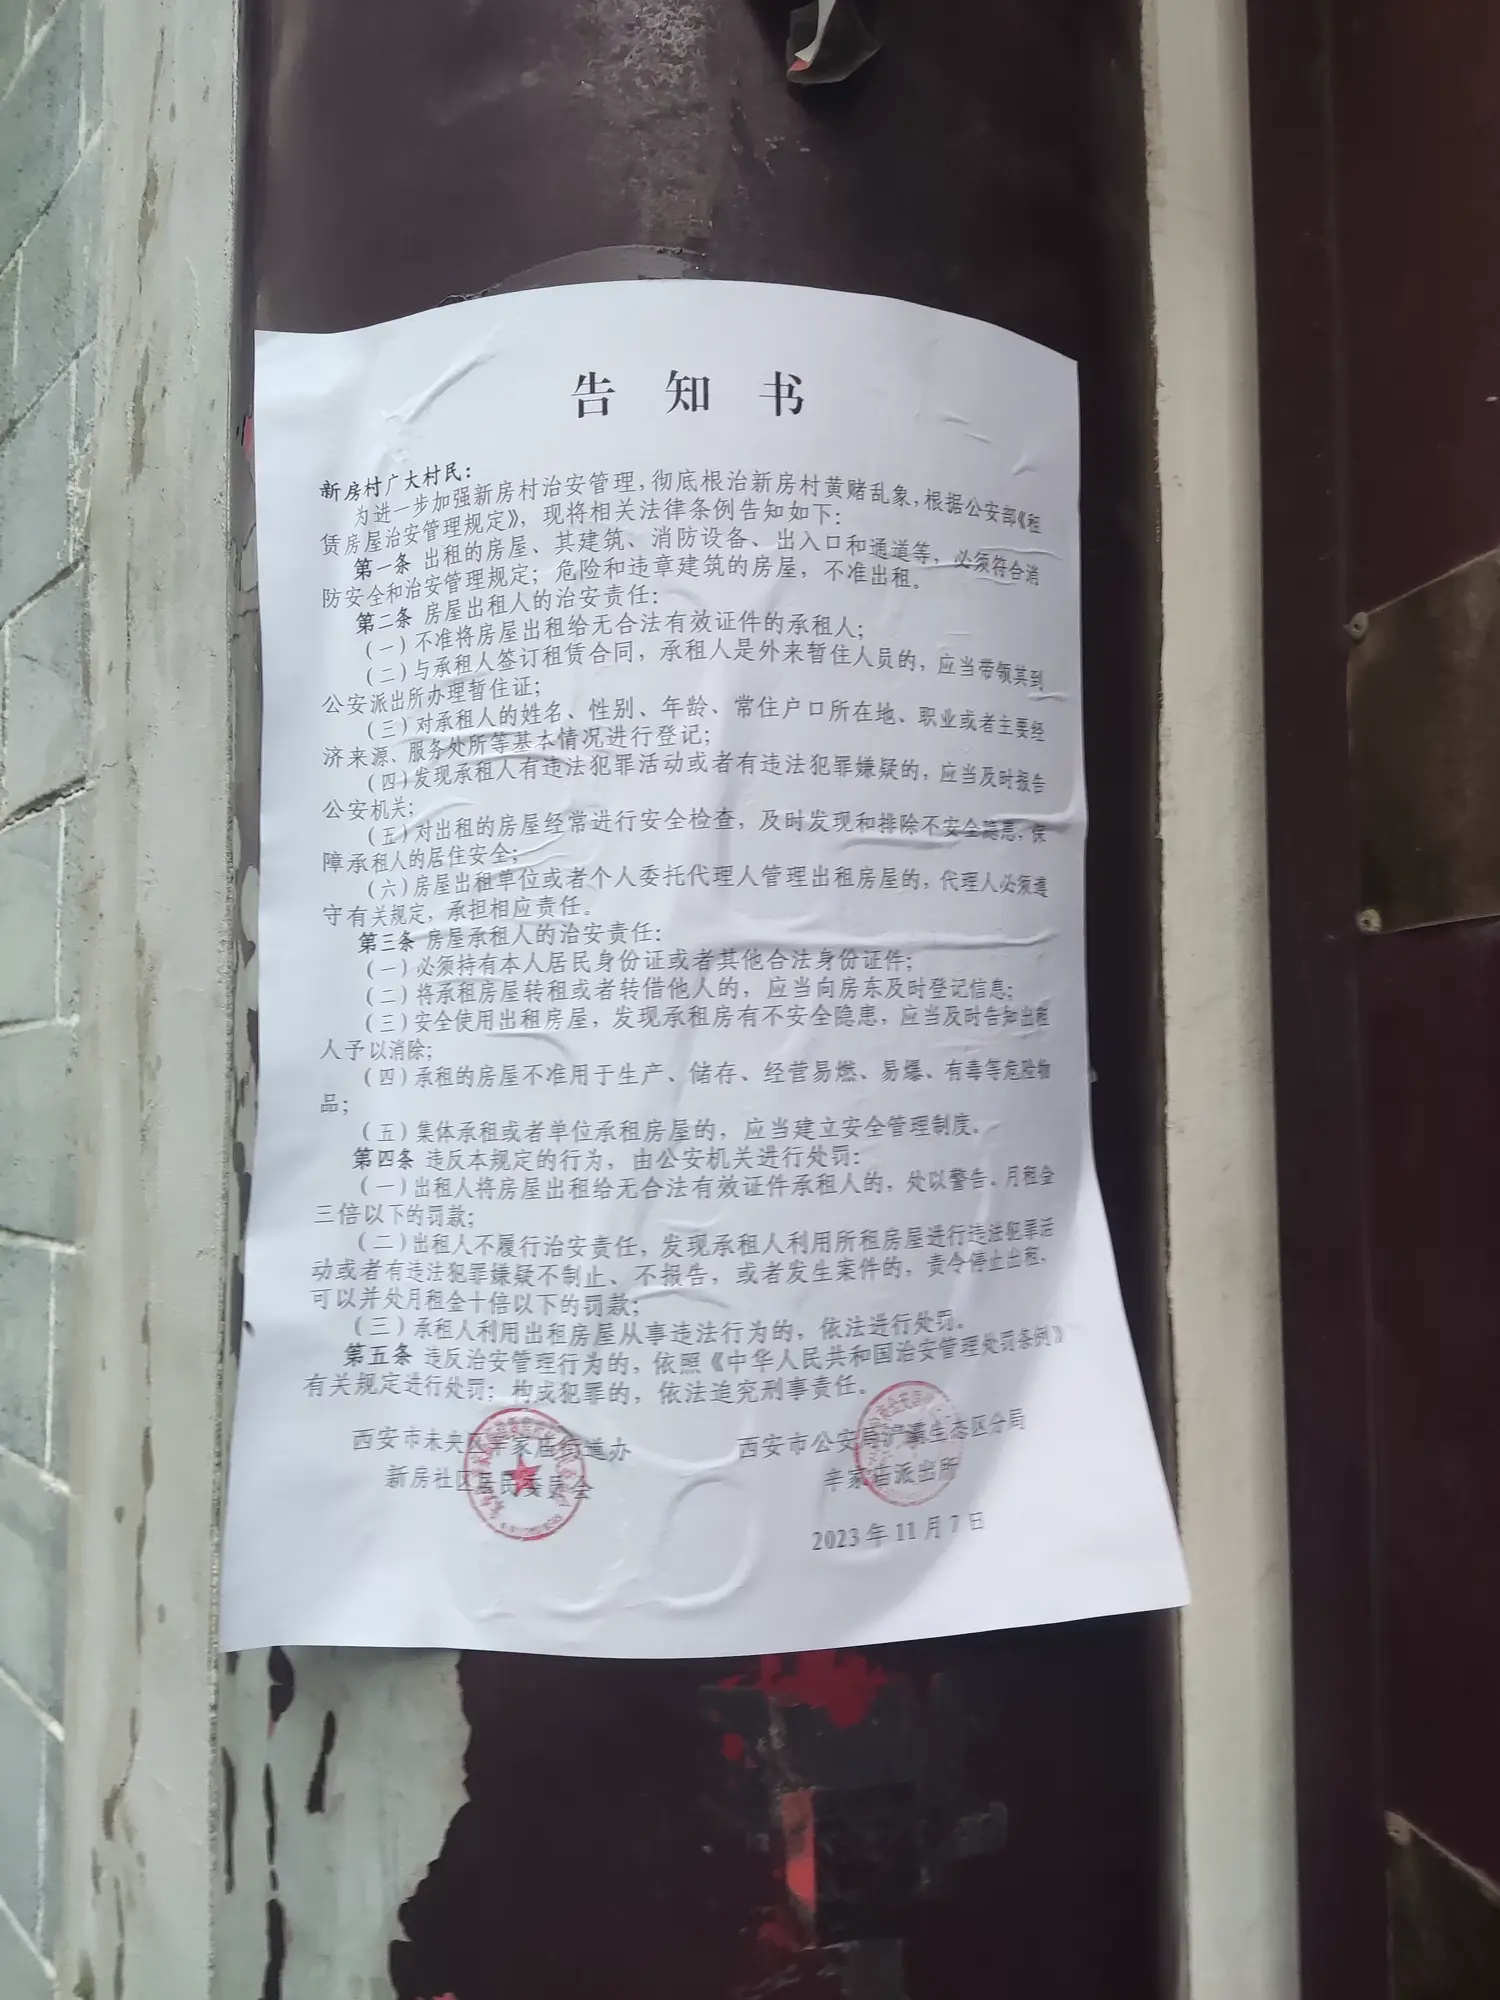 告知书
新房村广大村民：
为进一步加强新房村治安管理，彻底根治新房村黄赌乱象，根据公安部《租
赁房屋治安管理规定》，现将相关法律条例告知如下：
第一条 出租的房屋、其建筑、消防设备、出入口和通道等，必须符合消
防安全和治安管理规定；危险和违章建筑的房屋，不准出租。
第二条 房屋出租人的治安责任：
（一）不准将房屋出租给无合法有效证件的承租人；
（二）与承租人签订租赁合同，承租人是外来暂住人员的，应当带领其到
公安派出所办理暂住证；
（三）对承租人的姓名、性别、年龄、常住户口所在地、职业或者主要经
济来源、服务处所等基本情况进行登记；
（四）发现承租人有违法犯罪活动或者有违法犯罪嫌疑的，应当及时报告
公安机关；
（五）对出租的房屋经常进行安全检查，及时发现和排除不安全隐患，保
障承租人的居住安全；
（六）房屋出租单位或者个人委托代理人管理出租房屋的，代理人必须遵
守有关规定，承担相应责任。
第三条 房屋承租人的治安责任：
（一）必须持有本人居民身份证或者其他合法身份证件；
（二）将承租房屋转租或者转借他人的，应当向房东及时登记信息；
（三）安全使用出租房屋，发现承租房有不安全隐患，应当及时告知出租
人予以消除；
（四）承租的房屋不准用于生产、储存、经营易燃、易爆、有毒等危险物
品；
（五）集体承租或者单位承租房屋的，应当建立安全管理制度。
第四条 违反本规定的行为，由公安机关进行处罚：
（一）出租人将房屋出租给无合法有效证件承租人的，处以警告、月租金
三倍以下的罚款；
（二）出租人不履行治安责任，发现承租人利用所租房屋进行违法犯罪活
动或者有违法犯罪嫌疑不制止、不报告，或者发生案件的，责令停止出租，
可以并处月租金十倍以下的罚款；
（三）承租人利用出租房屋从事违法行为的，依法进行处罚。
第五条 违反治安管理行为的，依照《中华人民共和国治安管理处罚条例》
有关规定进行处罚；构成犯罪的，依法追究刑事责任。
西安市未央区辛家庙街道办
新房社区居民委员会
西安市公安局浐灞生态区分局
辛家庙派出所
2023年11月7日